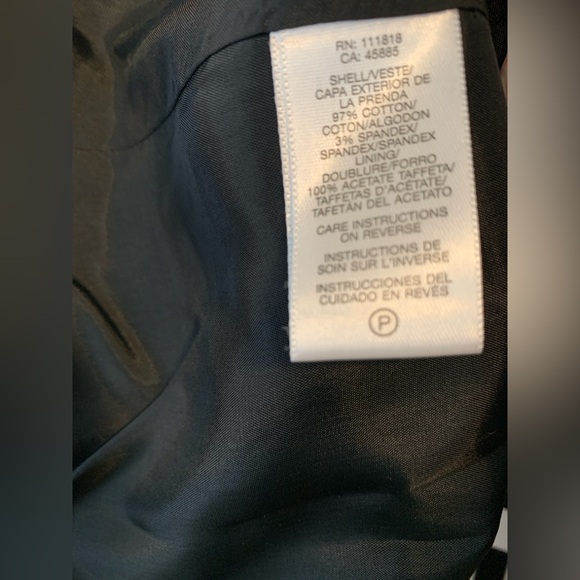 RN: 111818
CA: 45885
SHELL/VESTE/
CAPA EXTERIOR DE
LA PRENDA
97% COTTON/
COTON/ALGODON
3% SPANDEX/
SPANDEX/SPANDEX
LINING/
DOUBLURE/FORRO
100% ACETATE TAFFETA/
TAFFETAS D'ACÉTATE/
TAFETAN DEL ACETATO
CARE INSTRUCTIONS
ON REVERSE
INSTRUCTIONS DE
SOIN SUR L'INVERSE
INSTRUCCIONES DEL
CUIDADO EN REVÉS
P